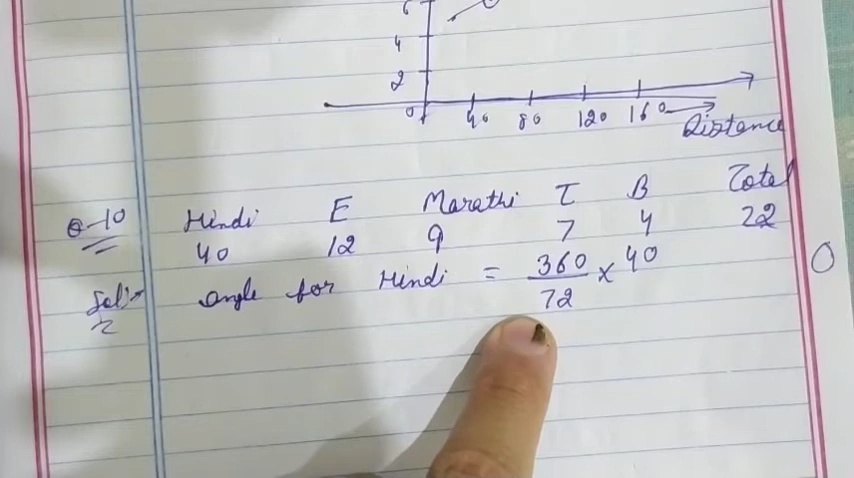 6
4
2
0 40 80 120 160 Distance
Q-10 Hindi E Marathi T B Total
40 12 9 7 4 72
Sol:- Angle for Hindi = 360/72 × 40